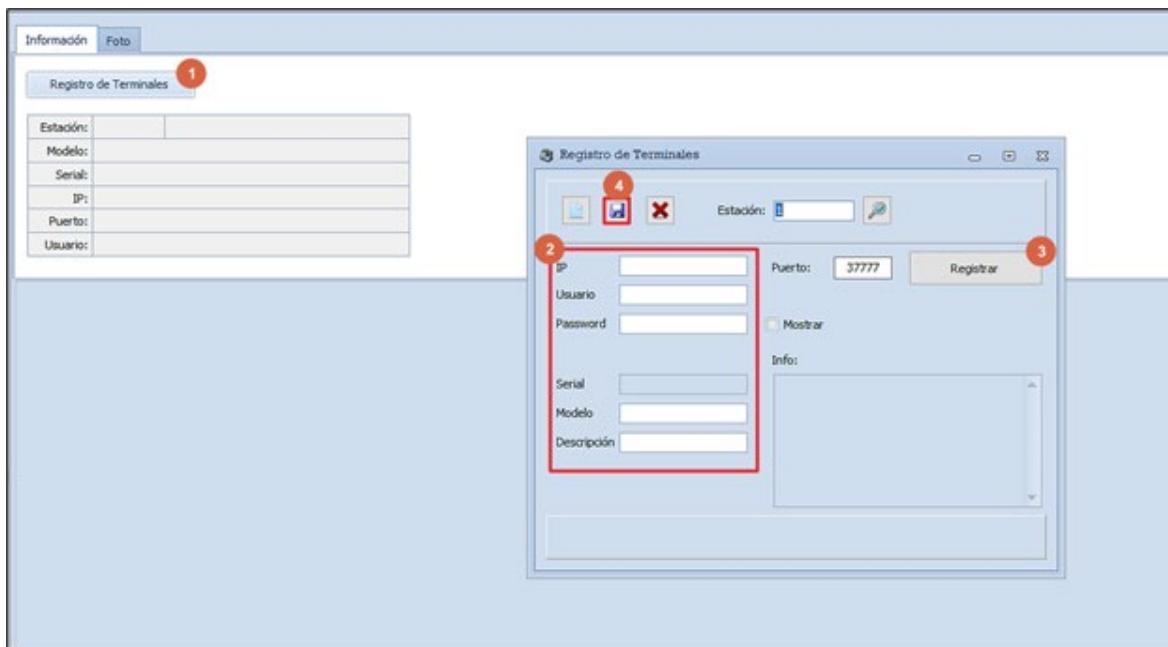 Información Foto
Registro de Terminales 1
Estación:
Modelo:
Serial:
IP:
Puerto:
Usuario:
Registro de Terminales
4
Estación: 1
2
3
IP Puerto: 37777 Registrar
Usuario
Password Mostrar
Info:
Serial
Modelo
Descripción